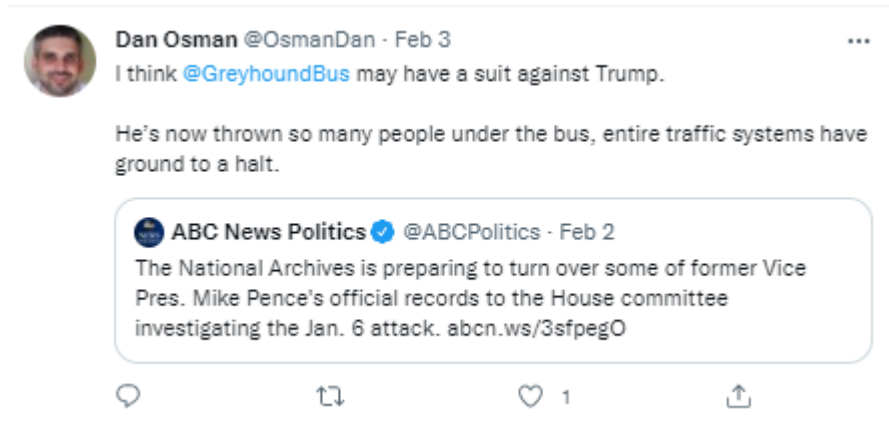 Dan Osman @OsmanDan · Feb 3
I think @GreyhoundBus may have a suit against Trump.
He's now thrown so many people under the bus, entire traffic systems have
ground to a halt.
ABC News Politics @ABCPolitics · Feb 2
The National Archives is preparing to turn over some of former Vice
Pres. Mike Pence's official records to the House committee
investigating the Jan. 6 attack. abcn.ws/3sfpegO
1